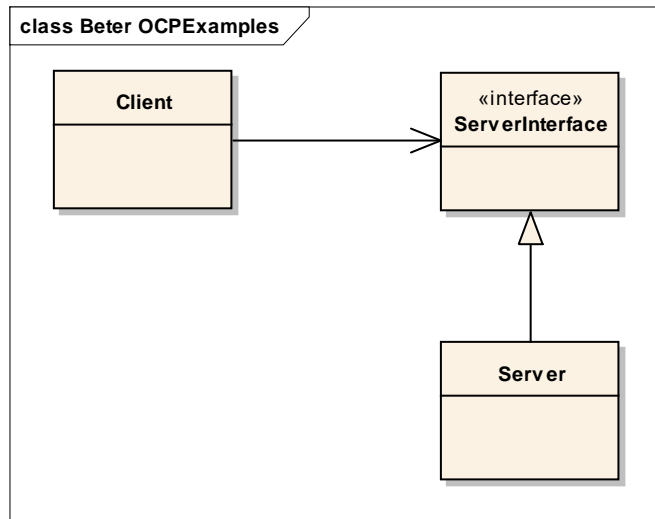 class Beter OCPExamples
Client
«interface»
ServerInterface
Server